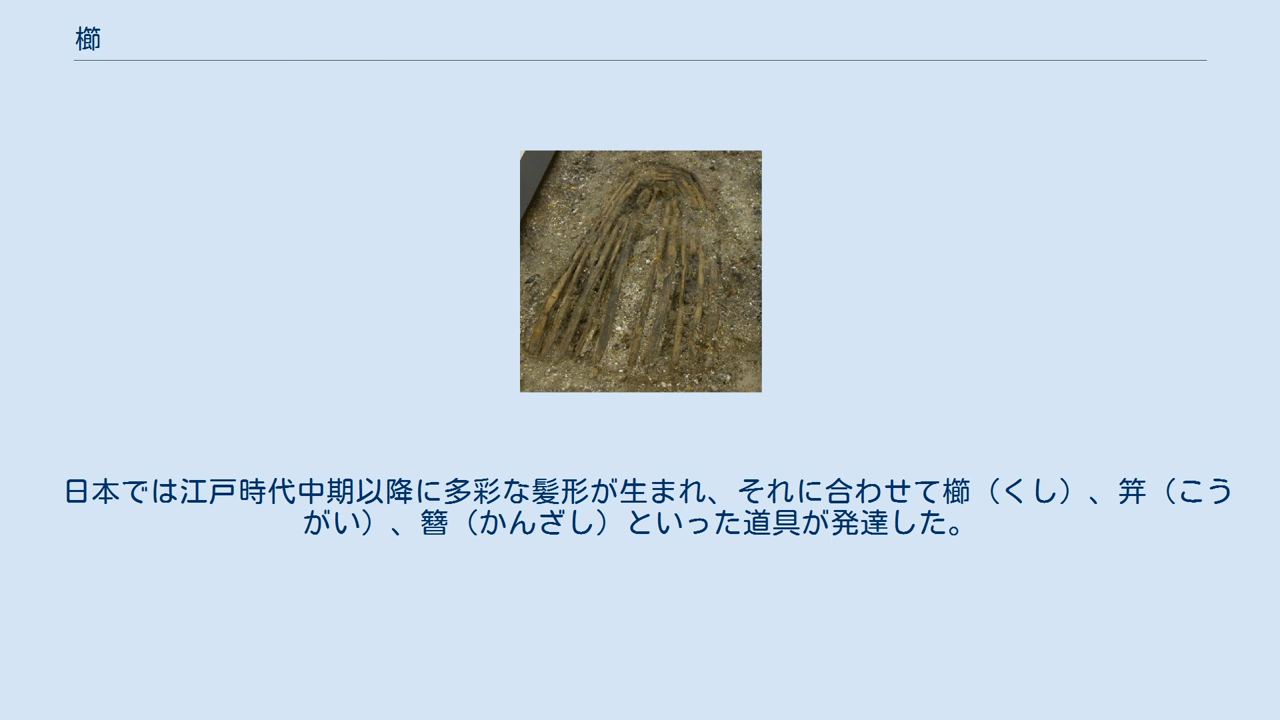 櫛
日本では江戸時代中期以降に多彩な髪形が生まれ、それに合わせて櫛（くし）、笄（こう
がい）、簪（かんざし）といった道具が発達した。